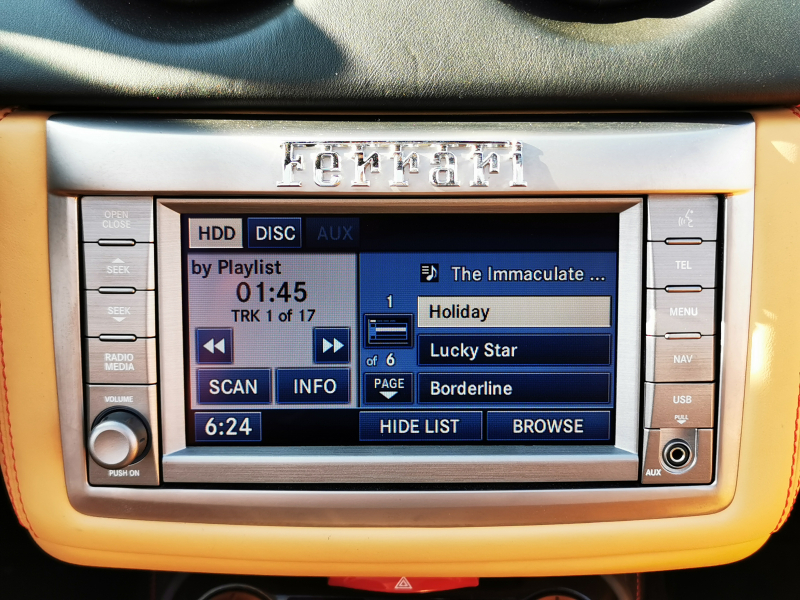 Ferrari
OPEN
CLOSE
SEEK
SEEK
RADIO
MEDIA
VOLUME
PUSH ON
HDD DISC AUX
by Playlist
01:45
TRK 1 of 17
SCAN INFO
6:24
The Immaculate ...
1
of 6
PAGE
Holiday
Lucky Star
Borderline
HIDE LIST BROWSE
TEL
MENU
NAV
USB
PULL
AUX